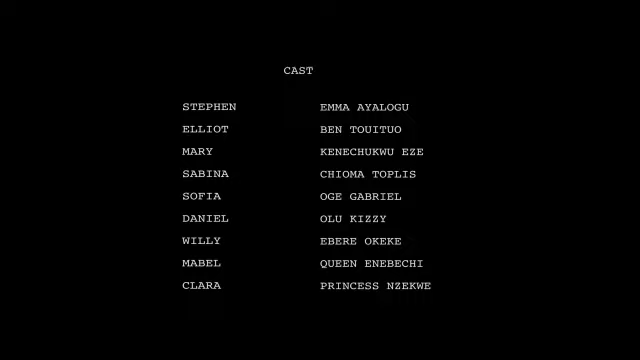 CAST
STEPHEN EMMA AYALOGU
ELLIOT BEN TOUITUO
MARY KENECHUKWU EZE
SABINA CHIOMA TOPLIS
SOFIA OGE GABRIEL
DANIEL OLU KIZZY
WILLY EBERE OKEKE
MABEL QUEEN ENEBECHI
CLARA PRINCESS NZEKWE